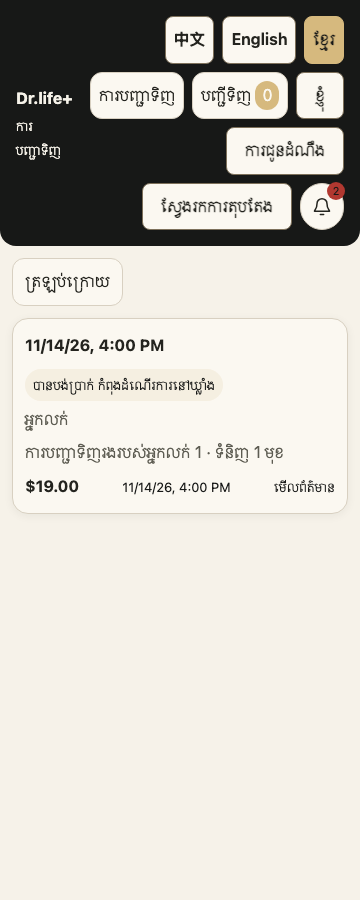 中文
English
ខ្មែរ
Dr.life+
ការ
បញ្ជាទិញ
ការបញ្ជាទិញ
បញ្ជីទិញ 0
ខ្ញុំ
ការជូនដំណឹង
ស្វែងរកការតុបតែង
2
ត្រឡប់ក្រោយ
11/14/26, 4:00 PM
បានបង់ប្រាក់ កំពុងដំណើរការនៅឃ្លាំង
អ្នកលក់
ការបញ្ជាទិញរងរបស់អ្នកលក់ 1 · ទំនិញ 1 មុខ
$19.00
11/14/26, 4:00 PM
មើលព័ត៌មាន